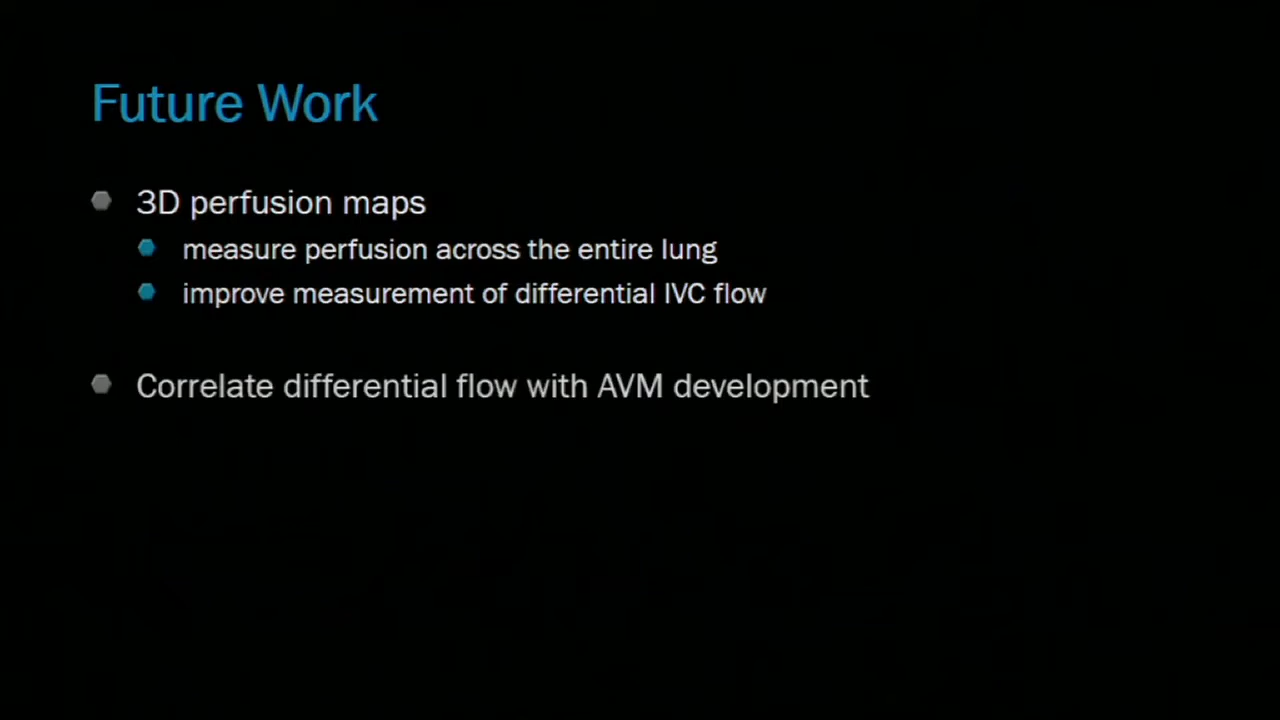 Future Work
3D perfusion maps
measure perfusion across the entire lung
improve measurement of differential IVC flow
Correlate differential flow with AVM development